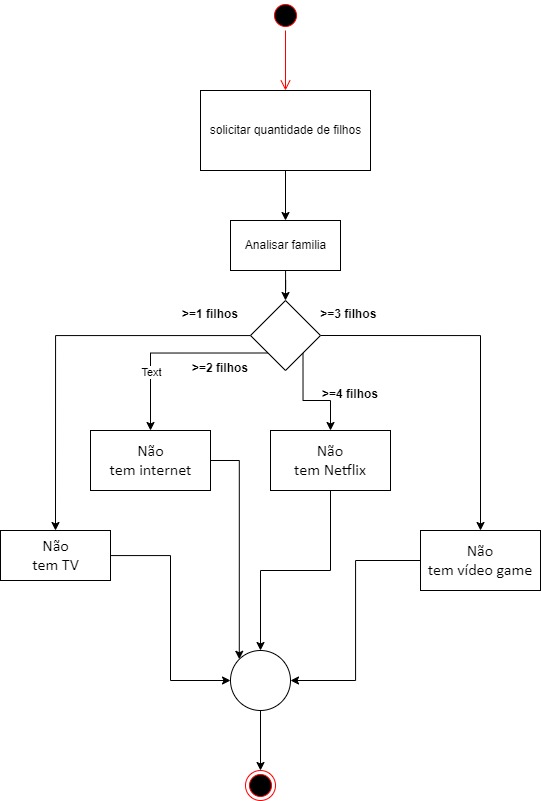 solicitar quantidade de filhos
Analisar familia
>=1 filhos
>=3 filhos
>=2 filhos
Text
>=4 filhos
Não
tem internet
Não
tem Netflix
Não
tem TV
Não
tem vídeo game